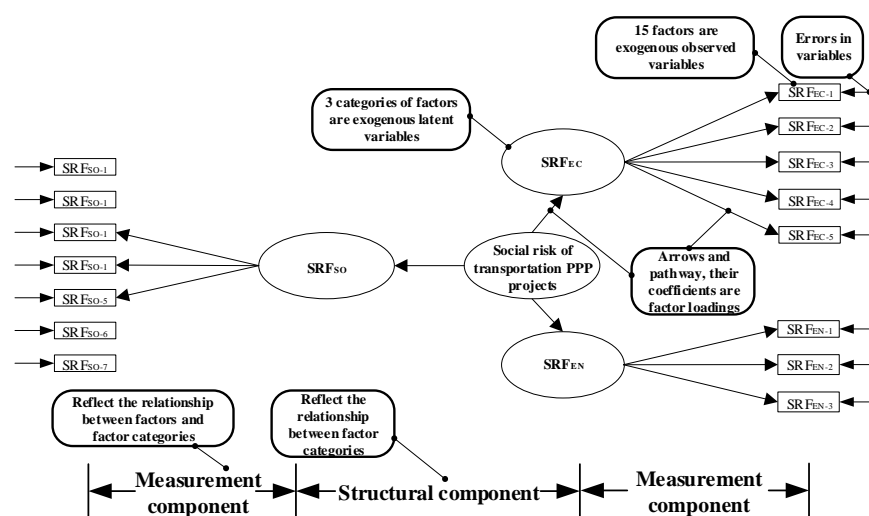 15 factors are
exogenous observed
variables
Errors in
variables
3 categories of factors
are exogenous latent
variables
SRFEC-1
SRFEC-2
SRFEC-3
SRFEC-4
SRFEC-5
SRFEC
SRFSO-1
SRFSO-1
SRFSO-1
SRFSO-1
SRFSO-5
SRFSO-6
SRFSO-7
SRFSO
Social risk of
transportation PPP
projects
Arrows and
pathway, their
coefficients are
factor loadings
SRFEN
SRFEN-1
SRFEN-2
SRFEN-3
Reflect the relationship
between factors and
factor categories
Reflect the
relationship
between factor
categories
Measurement
component
Structural component
Measurement
component